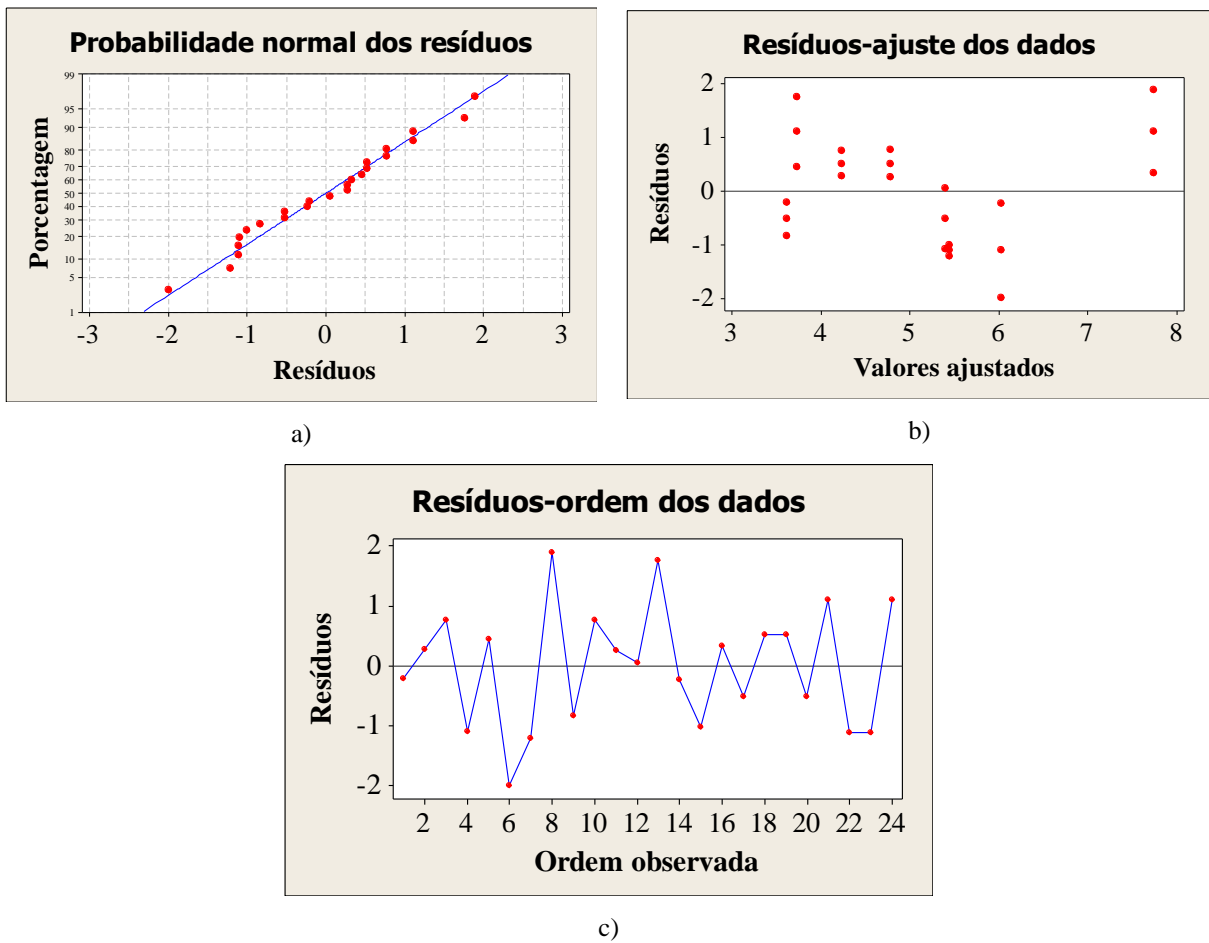 Probabilidade normal dos resíduos
Porcentagem
99
95
90
80
70
60
50
40
30
20
10
5
1
-3 -2 -1 0 1 2 3
Resíduos
a)
Resíduos-ajuste dos dados
Resíduos
2
1
0
-1
-2
3 4 5 6 7 8
Valores ajustados
b)
Resíduos-ordem dos dados
Resíduos
2
1
0
-1
-2
2 4 6 8 10 12 14 16 18 20 22 24
Ordem observada
c)